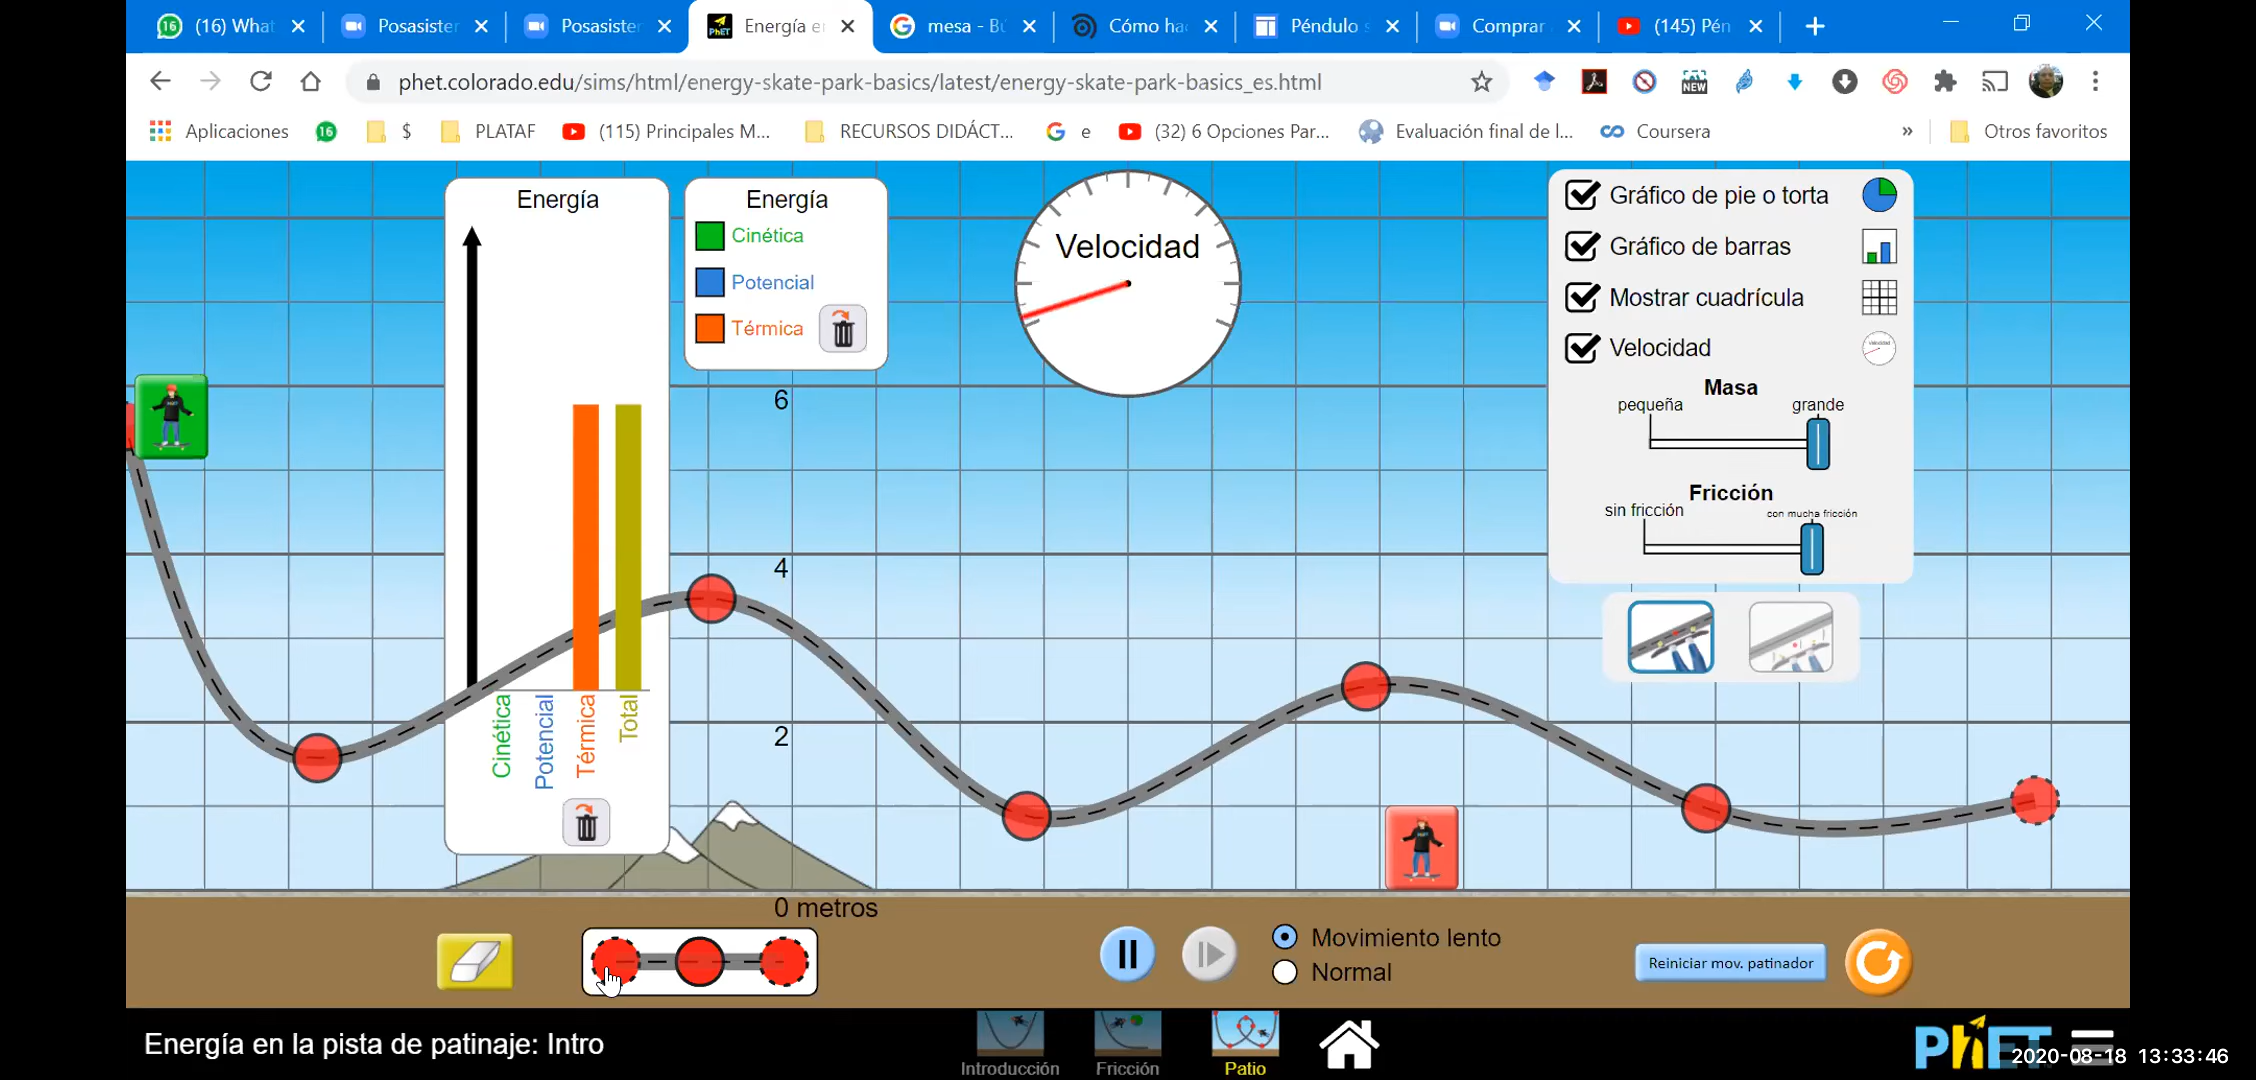 (16) What
Posasister
Posasister
Energía en
mesa - Bú
Cómo ha
Péndulo s
Comprar
(145) Pén
phet.colorado.edu/sims/html/energy-skate-park-basics/latest/energy-skate-park-basics_es.html
NEW
Aplicaciones
16
$
PLATAF
(115) Principales M...
RECURSOS DIDÁCT...
e
(32) 6 Opciones Par...
Evaluación final de l...
Coursera
»
Otros favoritos
Energía
Cinética
Potencial
Térmica
Total
Energía
Cinética
Potencial
Térmica
Velocidad
Gráfico de pie o torta
Gráfico de barras
Mostrar cuadrícula
Velocidad
Masa
pequeña
grande
Fricción
sin fricción
con mucha fricción
6
4
2
0 metros
Movimiento lento
Normal
Reiniciar mov. patinador
Energía en la pista de patinaje: Intro
Introducción
Fricción
Patio
PhET
2020-08-18 13:33:46